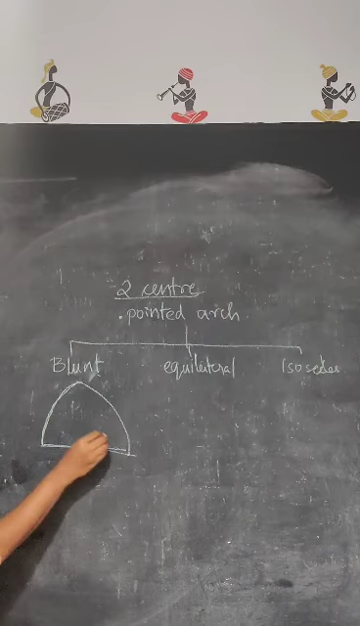 2 centre
. pointed arch
Blunt
equilateral
Isosceles